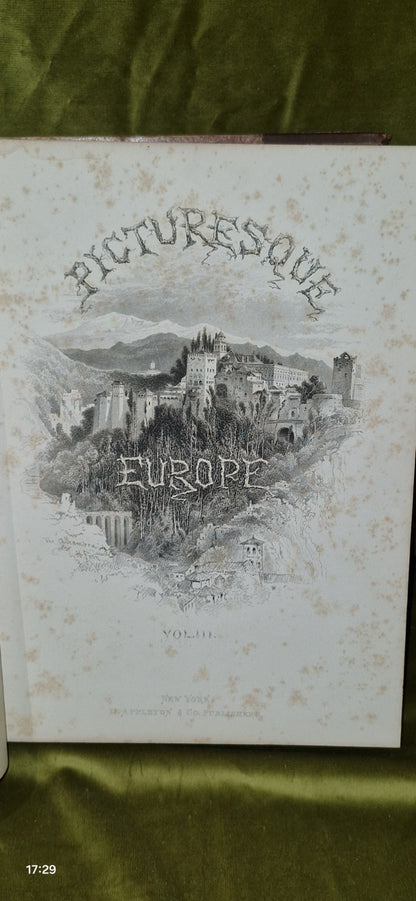 PICTURESQUE
EUROPE
VOL. III.
NEW YORK,
D. APPLETON & CO. PUBLISHERS.
17:29